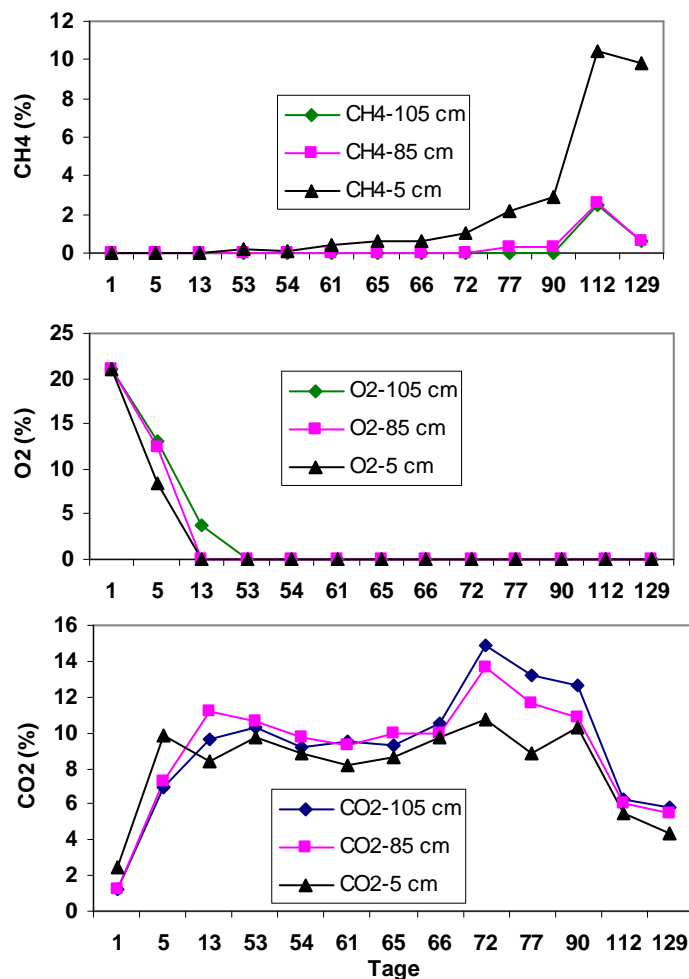 12
10
8
6
4
2
0
CH4 (%)
CH4-105 cm
CH4-85 cm
CH4-5 cm
1 5 13 53 54 61 65 66 72 77 90 112 129
25
20
15
10
5
0
O2 (%)
O2-105 cm
O2-85 cm
O2-5 cm
1 5 13 53 54 61 65 66 72 77 90 112 129
16
14
12
10
8
6
4
2
0
CO2 (%)
CO2-105 cm
CO2-85 cm
CO2-5 cm
1 5 13 53 54 61 65 66 72 77 90 112 129
Tage